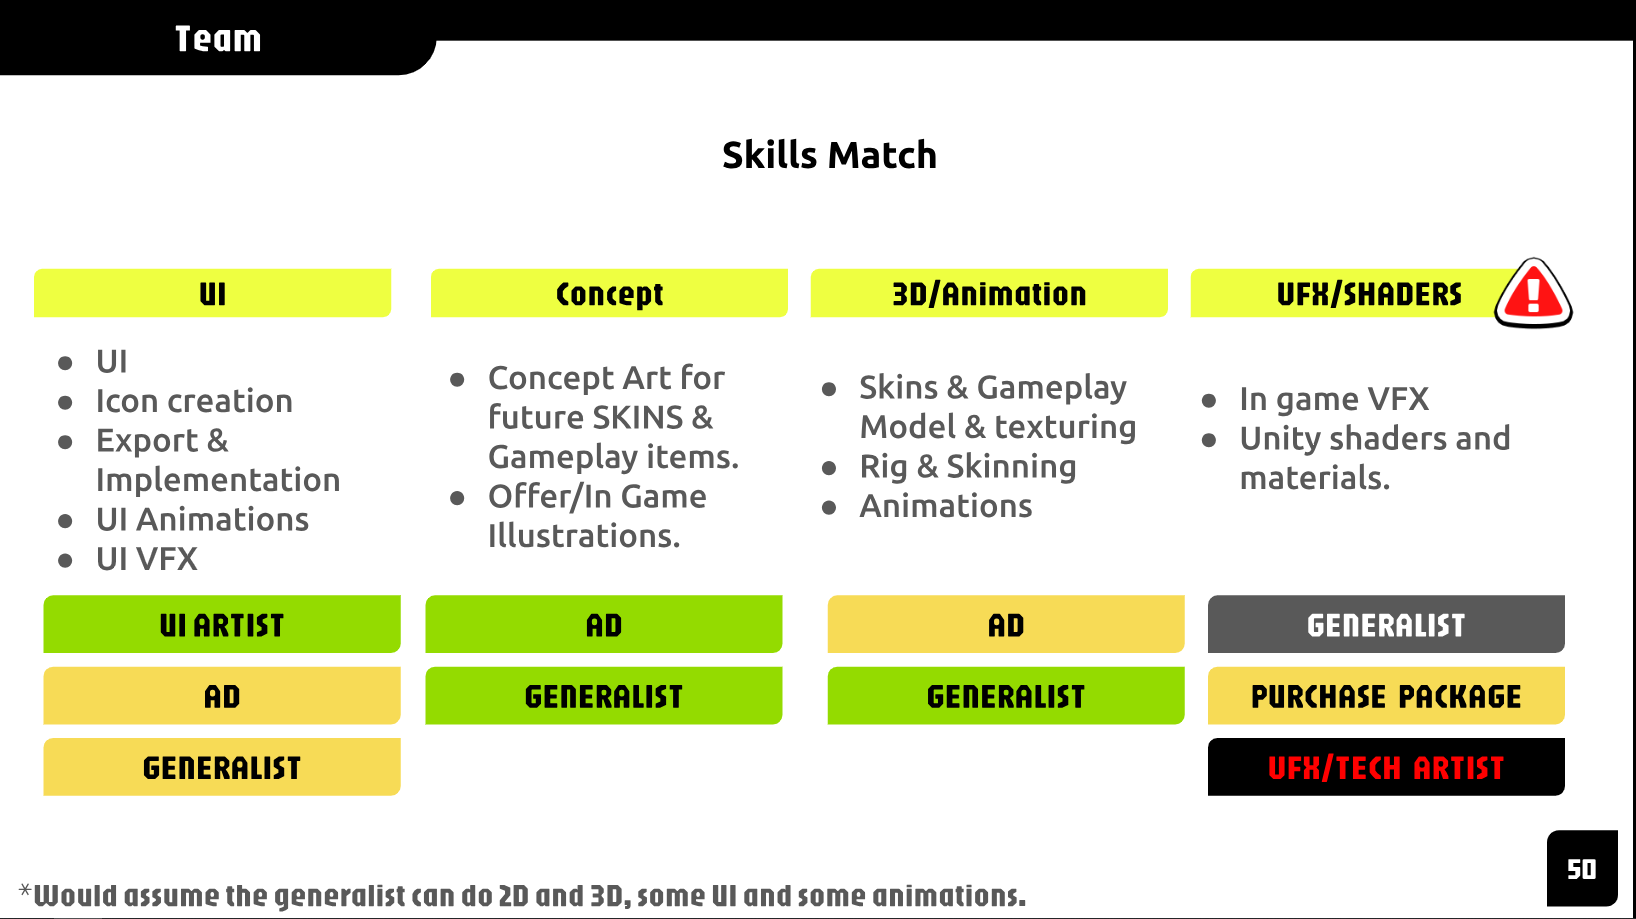 Team
Skills Match
UI
● UI
● Icon creation
● Export &
Implementation
● UI Animations
● UI VFX
UI ARTIST
AD
GENERALIST
Concept
● Concept Art for
future SKINS &
Gameplay items.
● Offer/In Game
Illustrations.
AD
GENERALIST
3D/Animation
● Skins & Gameplay
Model & texturing
● Rig & Skinning
● Animations
AD
GENERALIST
VFX/SHADERS
!
● In game VFX
● Unity shaders and
materials.
GENERALIST
PURCHASE PACKAGE
VFX/TECH ARTIST
50
*Would assume the generalist can do 2D and 3D, some UI and some animations.